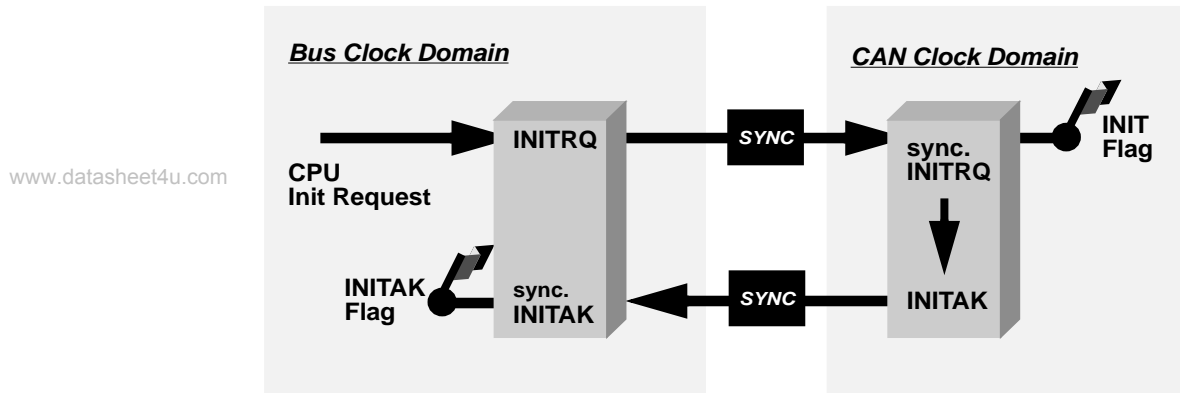 Bus Clock Domain
CAN Clock Domain
INITRQ
SYNC
sync.
INITRQ
INIT
Flag
CPU
Init Request
www.datasheet4u.com
INITAK
Flag
sync.
INITAK
SYNC
INITAK